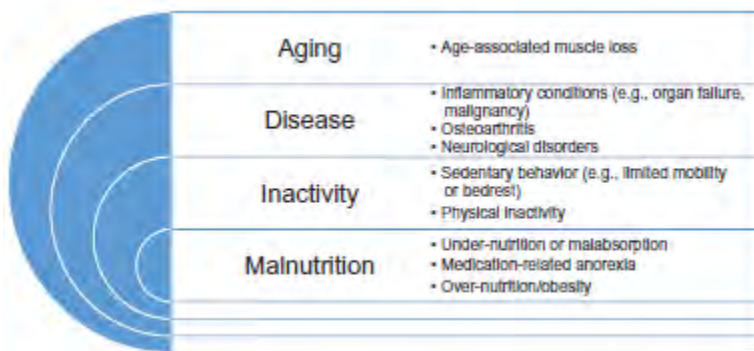 Aging
• Age-associated muscle loss
Disease
• Inflammatory conditions (e.g., organ failure,
malignancy)
• Osteoarthritis
• Neurological disorders
Inactivity
• Sedentary behavior (e.g., limited mobility
or bedrest)
• Physical inactivity
Malnutrition
• Under-nutrition or malabsorption
• Medication-related anorexia
• Over-nutrition/obesity